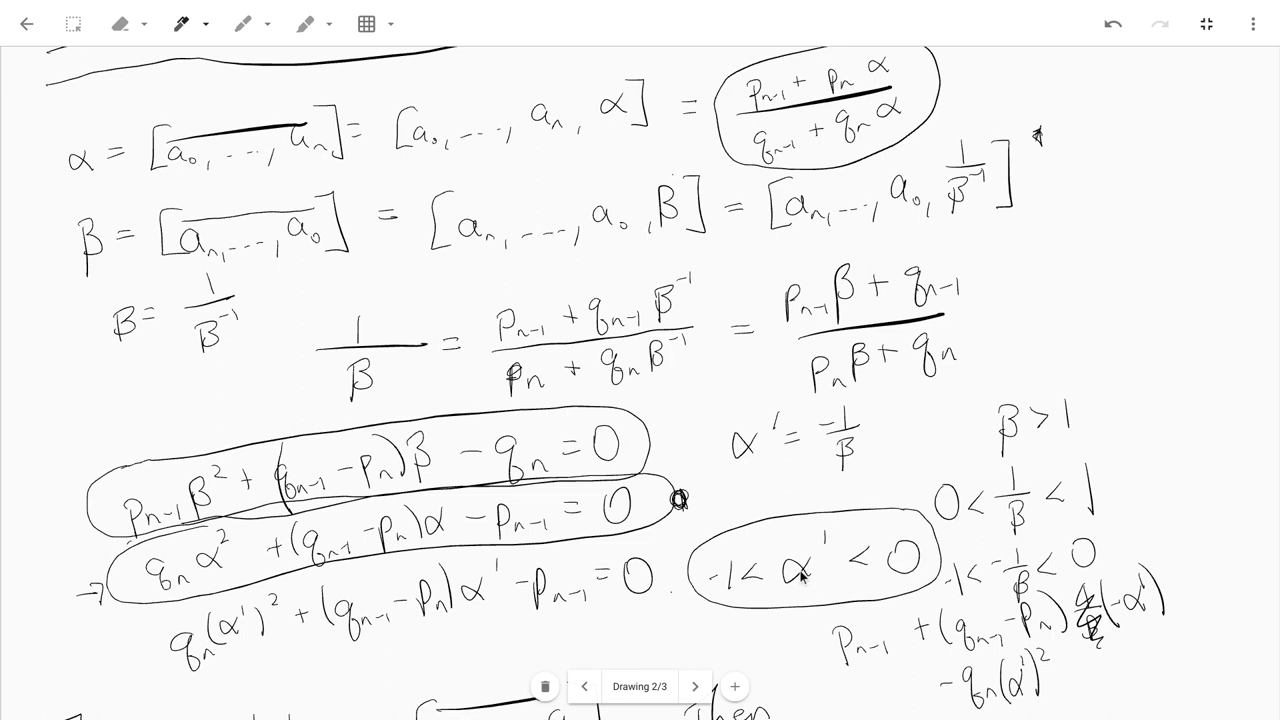 α = [a₀, ..., aₙ]‾ = [a₀, ..., aₙ, α] = (pₙ₋₁ + pₙ α)/(qₙ₋₁ + qₙ α)
β = [aₙ, ..., a₀]‾ = [aₙ, ..., a₀, β] = [aₙ, ..., a₀, 1/β⁻¹]
β = 1/β⁻¹
1/β = (pₙ₋₁ + qₙ₋₁ β⁻¹)/(pₙ + qₙ β⁻¹) = (pₙ₋₁ β + qₙ₋₁)/(pₙ β + qₙ)
α' = -1/β
β > 1
pₙ₋₁ β² + (qₙ₋₁ - pₙ) β - qₙ = 0
0 < 1/β < 1
qₙ α² + (qₙ₋₁ - pₙ) α - pₙ₋₁ = 0
-1 < α' < 0
-1 < -1/β < 0
→ qₙ (α')² + (qₙ₋₁ - pₙ) α' - pₙ₋₁ = 0
pₙ₋₁ + (qₙ₋₁ - pₙ) (-α')
- qₙ (α')²
Then
Drawing 2/3